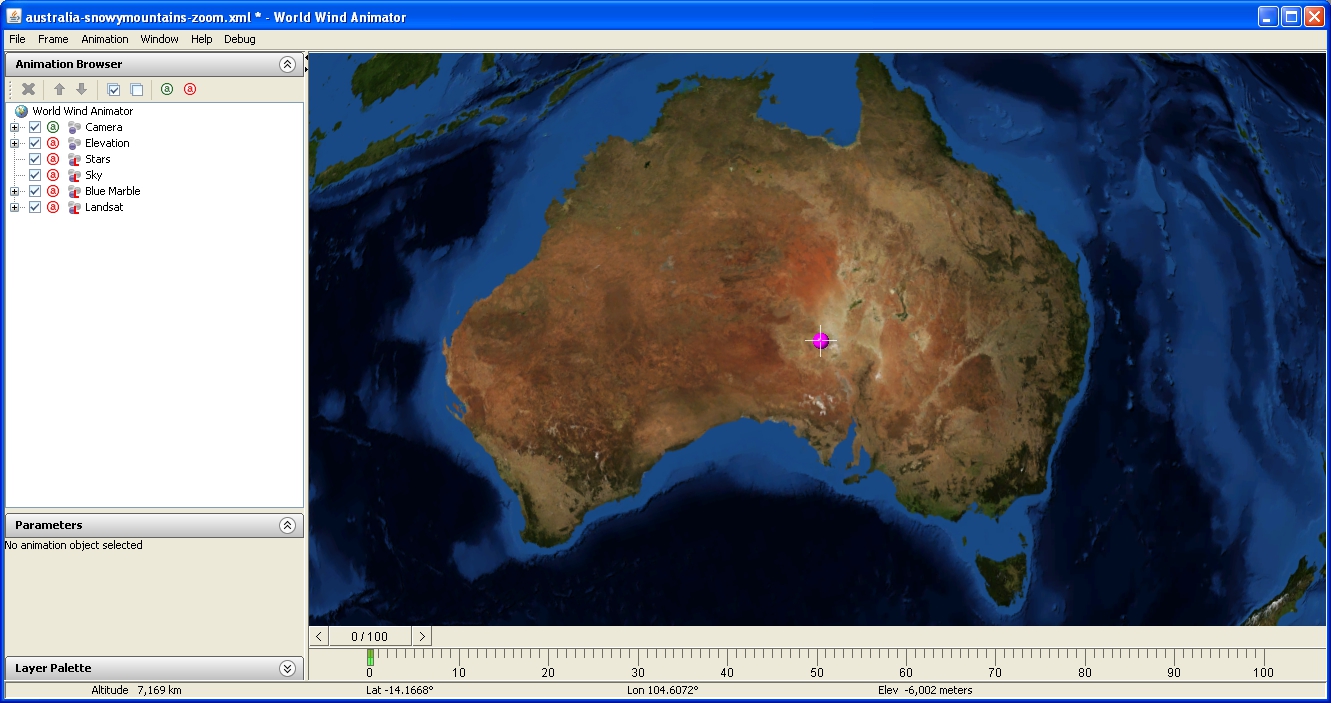 australia-snowymountains-zoom.xml * - World Wind Animator
File Frame Animation Window Help Debug
Animation Browser
World Wind Animator
Camera
Elevation
Stars
Sky
Blue Marble
Landsat
Parameters
No animation object selected
Layer Palette
< 0 / 100 >
0 10 20 30 40 50 60 70 80 90 100
Altitude 7,169 km Lat -14.1668° Lon 104.6072° Elev -6,002 meters